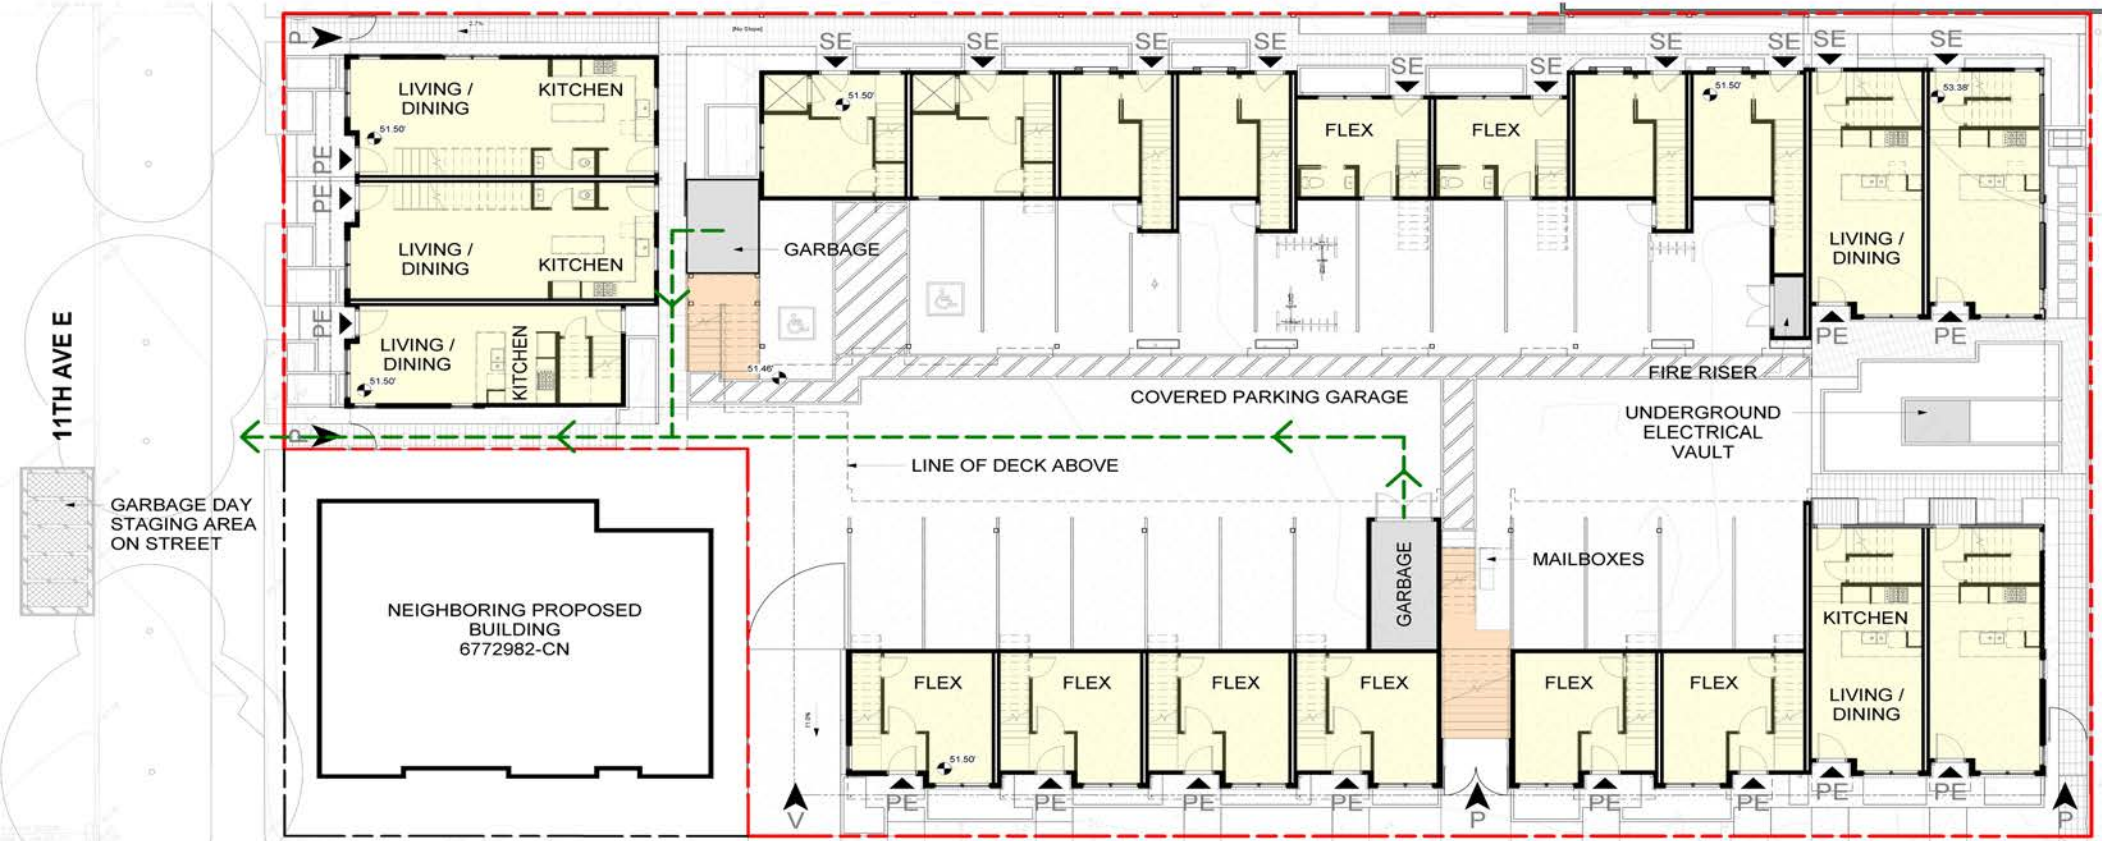 P
2.7%
[No Slope]
SE
SE
SE
SE
SE
SE
SE
SE
SE
SE
LIVING /
DINING
KITCHEN
51.50'
PE
51.50'
FLEX
FLEX
51.50'
53.38'
PE
LIVING /
DINING
KITCHEN
GARBAGE
LIVING /
DINING
PE
PE
PE
LIVING /
DINING
KITCHEN
51.50'
51.46'
FIRE RISER
COVERED PARKING GARAGE
UNDERGROUND
ELECTRICAL
VAULT
11TH AVE E
P
LINE OF DECK ABOVE
GARBAGE DAY
STAGING AREA
ON STREET
GARBAGE
MAILBOXES
NEIGHBORING PROPOSED
BUILDING
6772982-CN
KITCHEN
FLEX
FLEX
FLEX
FLEX
FLEX
FLEX
LIVING /
DINING
51.50'
PE
PE
PE
PE
PE
PE
PE
PE
V
P
P